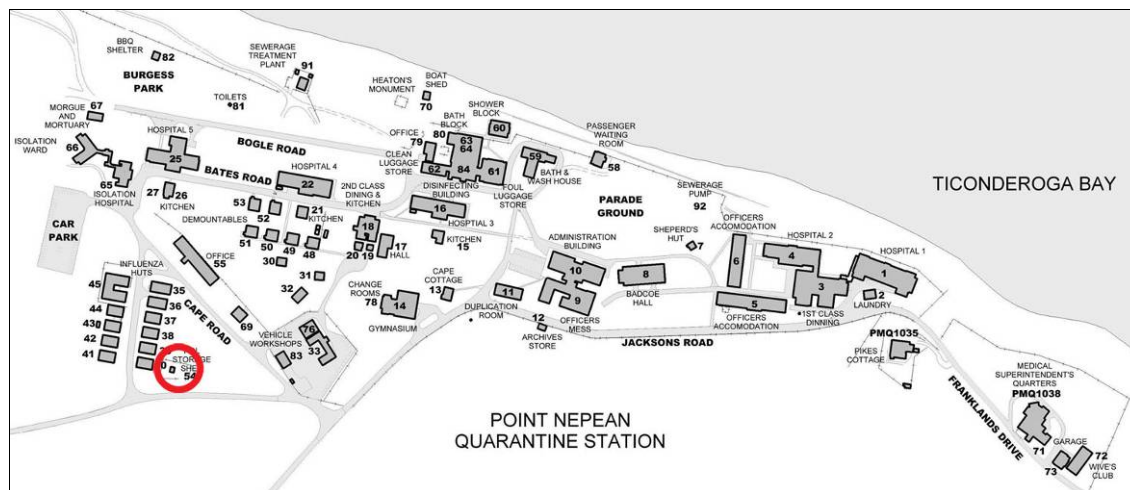 BBQ
SHELTER
82
BURGESS
PARK
SEWERAGE
TREATMENT
PLANT
91
TOILETS
81
HEATON'S
MONUMENT
BOAT
SHED
70
MORGUE
AND
MORTUARY
67
ISOLATION
WARD
66
HOSPITAL 5
25
BOGLE ROAD
BATES ROAD
65
ISOLATION
HOSPITAL
27
26
KITCHEN
HOSPITAL 4
22
OFFICE
79
80
BATH
BLOCK
63
64
SHOWER
BLOCK
60
CLEAN
LUGGAGE
STORE
62
84
61
59
BATH &
WASH HOUSE
FOUL
LUGGAGE
STORE
PASSENGER
WAITING
ROOM
58
TICONDEROGA BAY
2ND CLASS
DINING &
KITCHEN
18
DISINFECTING
BUILDING
16
HOSPTIAL 3
KITCHEN
15
17
HALL
20
19
53
52
21
KITCHEN
DEMOUNTABLES
51
50
49
48
30
31
32
PARADE
GROUND
SEWERAGE
PUMP
92
SHEPERD'S
HUT
7
OFFICERS
ACCOMODATION
6
HOSPITAL 2
4
HOSPITAL 1
1
3
2
LAUNDRY
1ST CLASS
DINNING
5
OFFICERS
ACCOMODATION
ADMINISTRATION
BUILDING
10
9
OFFICERS
MESS
8
BADCOE
HALL
11
DUPLICATION
ROOM
12
ARCHIVES
STORE
CAPE
COTTAGE
13
CHANGE
ROOMS
78
14
GYMNASIUM
JACKSONS ROAD
CAR
PARK
OFFICE
55
INFLUENZA
HUTS
45
44
43
42
41
35
36
37
38
CAPE ROAD
69
VEHICLE
WORKSHOPS
76
33
83
STORAGE
54
PMQ1035
PIKES
COTTAGE
FRANKLANDS DRIVE
MEDICAL
SUPERINTENDENT'S
QUARTERS
PMQ1038
71
GARAGE
73
72
WIVE'S
CLUB
POINT NEPEAN
QUARANTINE STATION